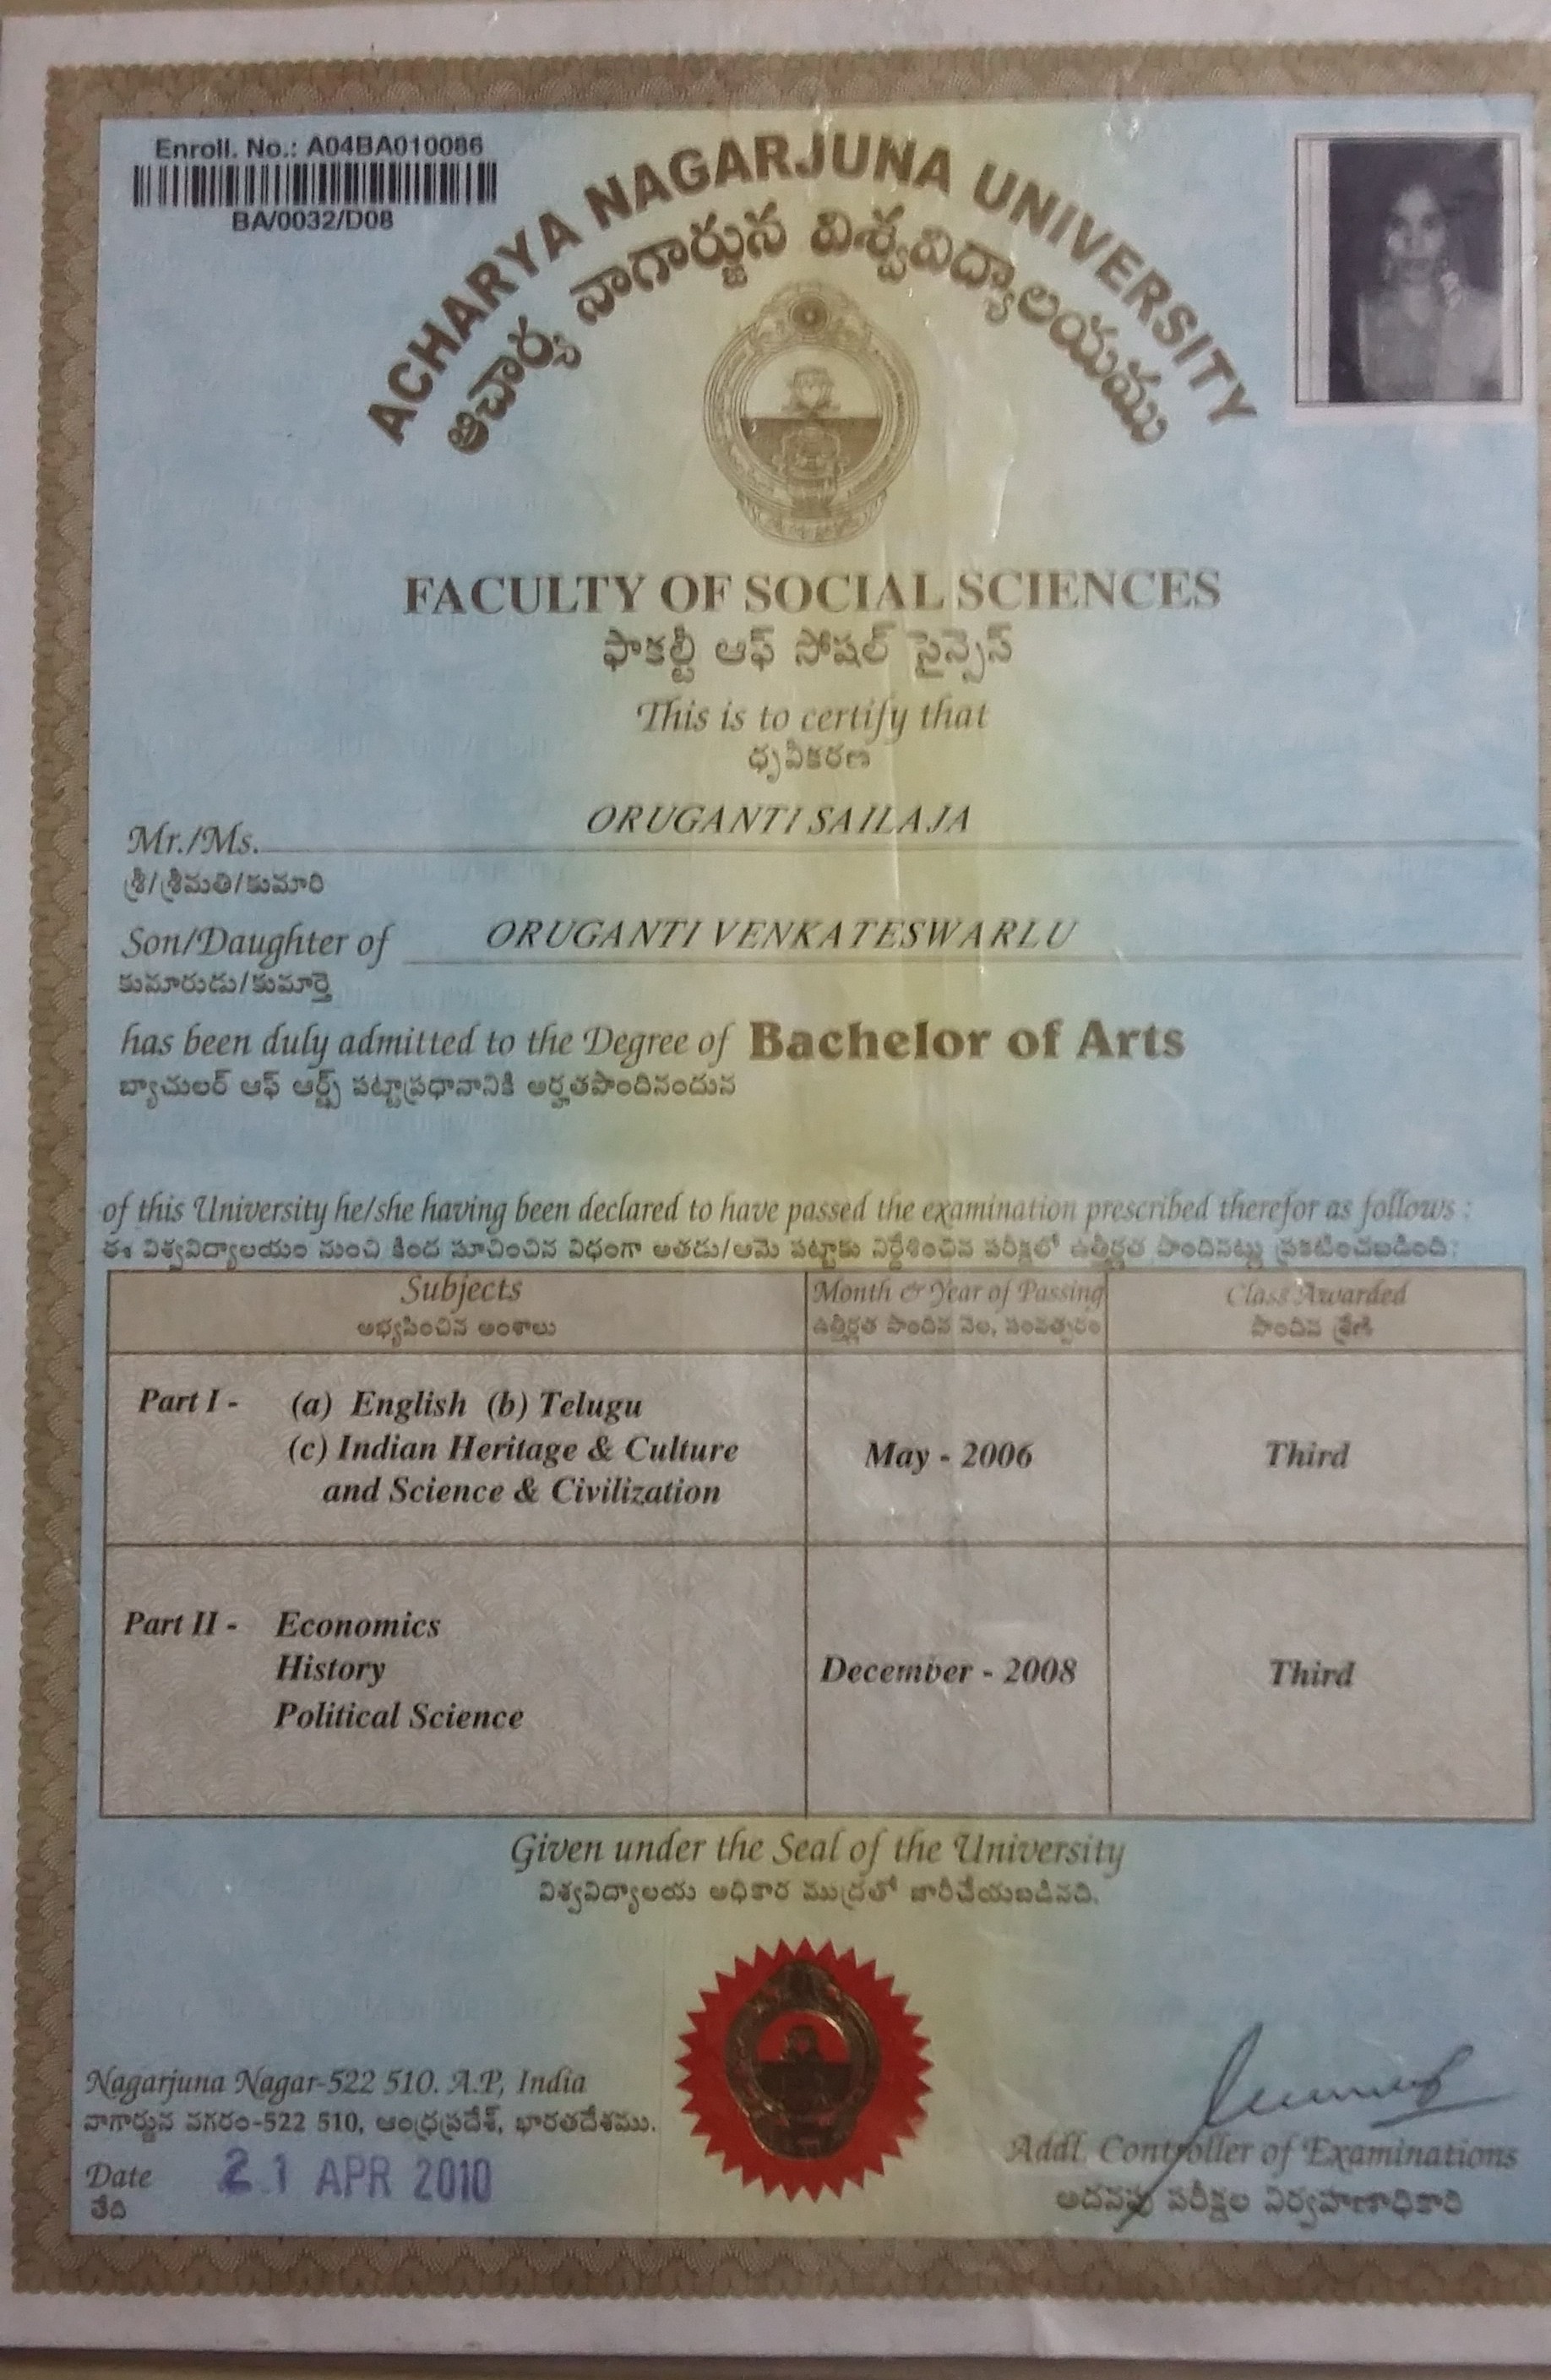 Enroll. No.: A04BA010086
BA/0032/D08
ACHARYA NAGARJUNA UNIVERSITY
ఆచార్య నాగార్జున విశ్వవిద్యాలయము
FACULTY OF SOCIAL SCIENCES
ఫాకల్టీ ఆఫ్ సోషల్ సైన్సెస్
This is to certify that
ధృవికరణ
Mr./Ms. ORUGANTI SAILAJA
శ్రీ/శ్రీమతి/కుమారి
Son/Daughter of ORUGANTI VENKATESWARLU
కుమారుడు/కుమార్తె
has been duly admitted to the Degree of Bachelor of Arts
బ్యాచులర్ ఆఫ్ ఆర్ట్స్ పట్టాప్రధానానికి అర్హతపొందినందున
of this University he/she having been declared to have passed the examination prescribed therefor as follows :
ఈ విశ్వవిద్యాలయం నుంచి కింద సూచించిన విధంగా అతడు/ఆమె పట్టాకు నిర్దేశించిన పరీక్షలో ఉత్తీర్ణత పొందినట్లు ప్రకటించబడింది:
Subjects Month & Year of Passing Class Awarded
అభ్యసించిన అంశాలు ఉత్తీర్ణత పొందిన నెల, సంవత్సరం పొందిన శ్రేణి
Part I - (a) English (b) Telugu
(c) Indian Heritage & Culture
and Science & Civilization
May - 2006 Third
Part II - Economics
History
Political Science
December - 2008 Third
Given under the Seal of the University
విశ్వవిద్యాలయ అధికార ముద్రతో జారీచేయబడినది.
Nagarjuna Nagar-522 510. A.P, India
నాగార్జున నగరం-522 510, ఆంధ్రప్రదేశ్, భారతదేశము.
Date 21 APR 2010
తేది
Addl. Controller of Examinations
అదనపు పరీక్షల నిర్వహణాధికారి